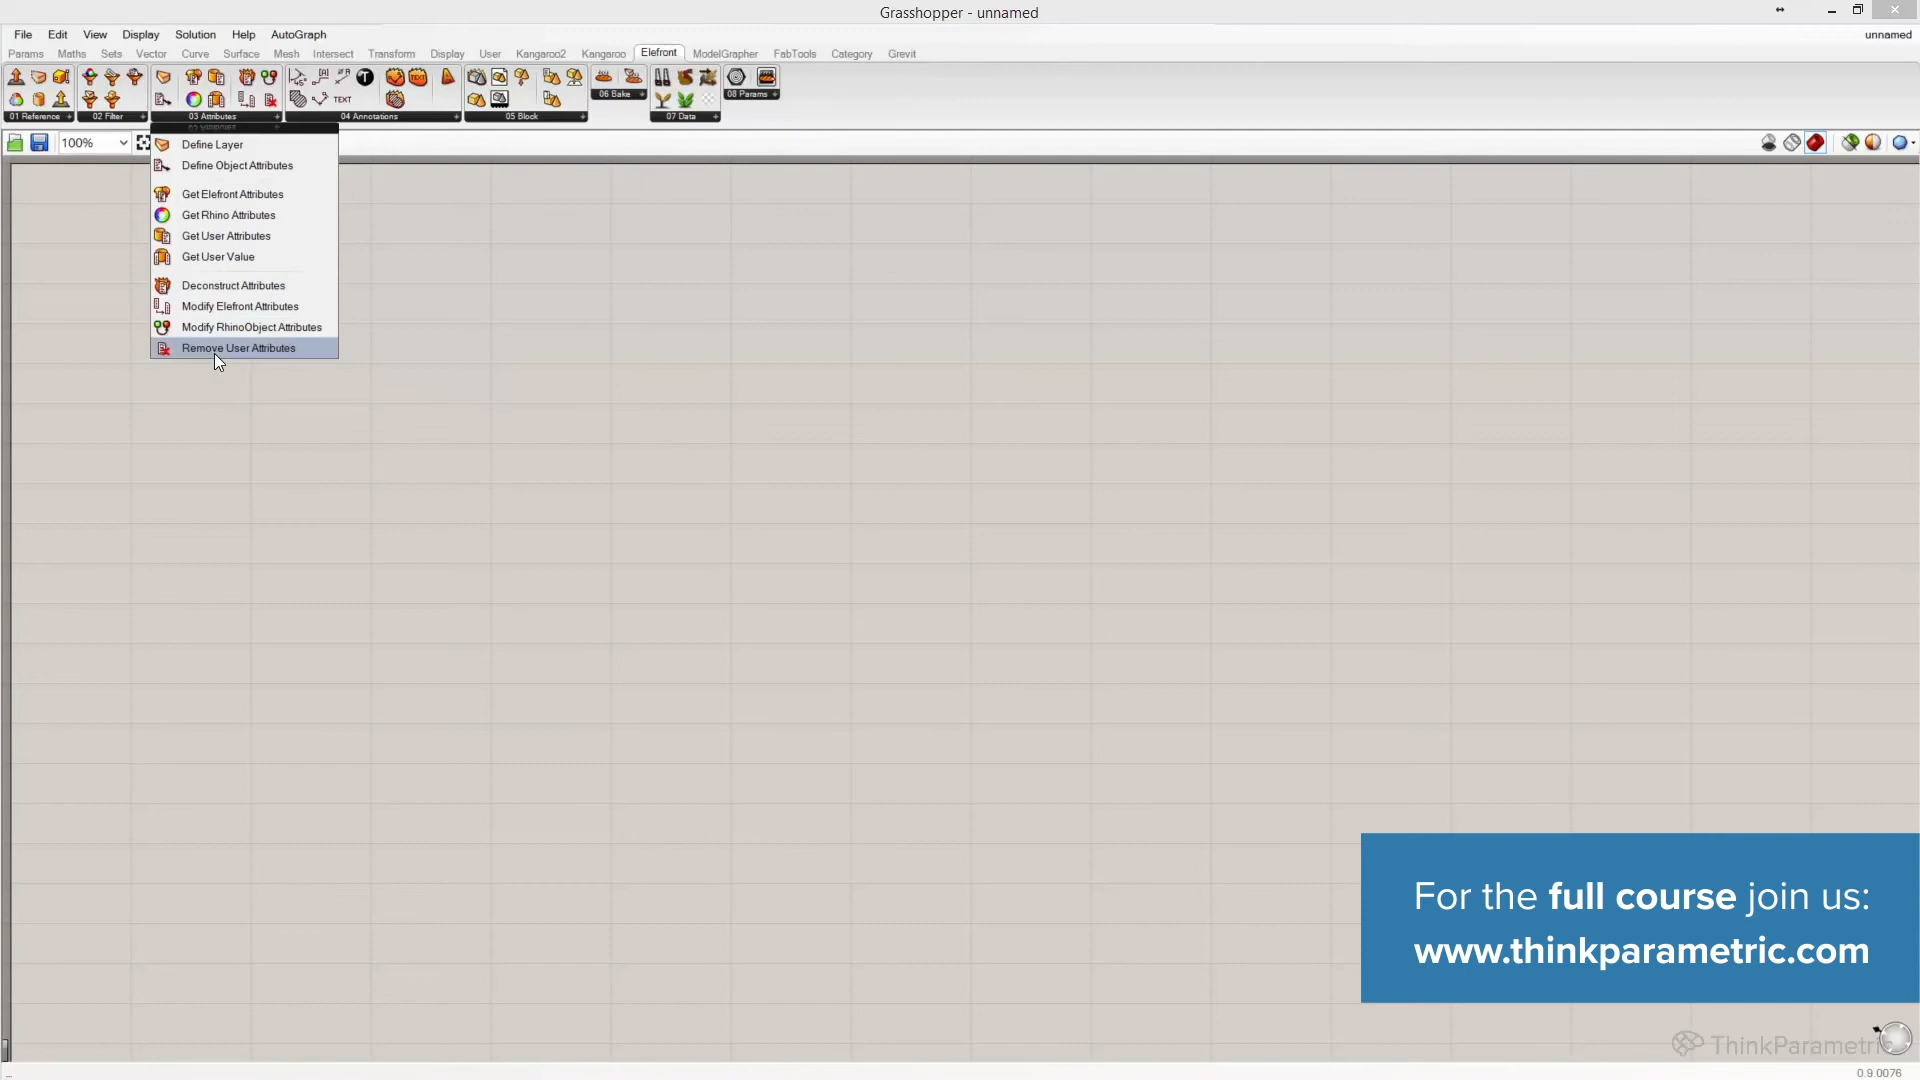 Grasshopper - unnamed
File Edit View Display Solution Help AutoGraph unnamed
Params Maths Sets Vector Curve Surface Mesh Intersect Transform Display User Kangaroo2 Kangaroo Elefront ModelGrapher FabTools Category Grevit
TEXT
TEXT
06 Bake 08 Params
01 Reference 02 Filter 03 Attributes 04 Annotations 05 Block 07 Data
100%
Define Layer
Define Object Attributes
Get Elefront Attributes
Get Rhino Attributes
Get User Attributes
Get User Value
Deconstruct Attributes
Modify Elefront Attributes
Modify RhinoObject Attributes
Remove User Attributes
For the full course join us:
www.thinkparametric.com
ThinkParametric
0.9.0076